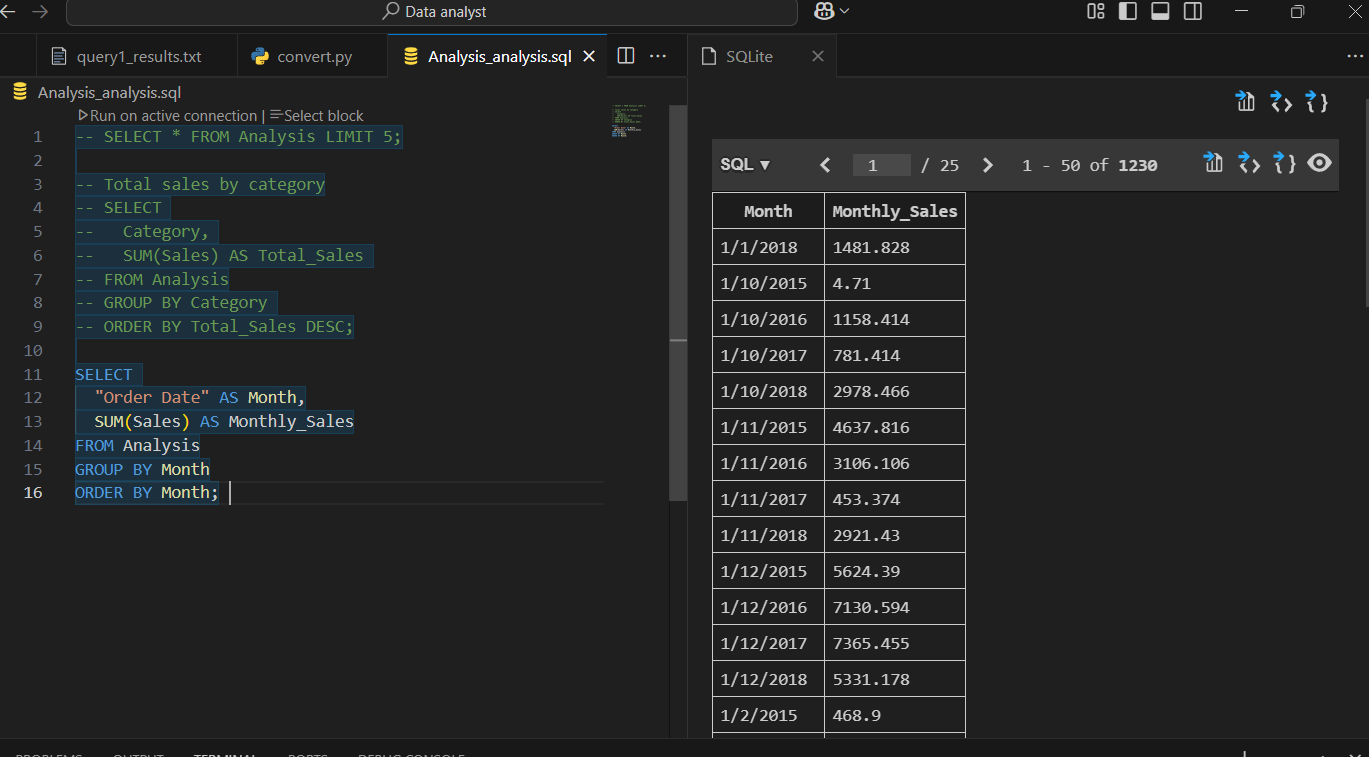 Data analyst
query1_results.txt
convert.py
Analysis_analysis.sql
SQLite
Analysis_analysis.sql
Run on active connection | Select block
1 -- SELECT * FROM Analysis LIMIT 5;
2
3 -- Total sales by category
4 -- SELECT
5 --   Category,
6 --   SUM(Sales) AS Total_Sales
7 -- FROM Analysis
8 -- GROUP BY Category
9 -- ORDER BY Total_Sales DESC;
10
11 SELECT
12   "Order Date" AS Month,
13   SUM(Sales) AS Monthly_Sales
14 FROM Analysis
15 GROUP BY Month
16 ORDER BY Month;
SQL ▼ < 1 / 25 > 1 - 50 of 1230
Month Monthly_Sales
1/1/2018 1481.828
1/10/2015 4.71
1/10/2016 1158.414
1/10/2017 781.414
1/10/2018 2978.466
1/11/2015 4637.816
1/11/2016 3106.106
1/11/2017 453.374
1/11/2018 2921.43
1/12/2015 5624.39
1/12/2016 7130.594
1/12/2017 7365.455
1/12/2018 5331.178
1/2/2015 468.9
PROBLEMS OUTPUT TERMINAL PORTS DEBUG CONSOLE